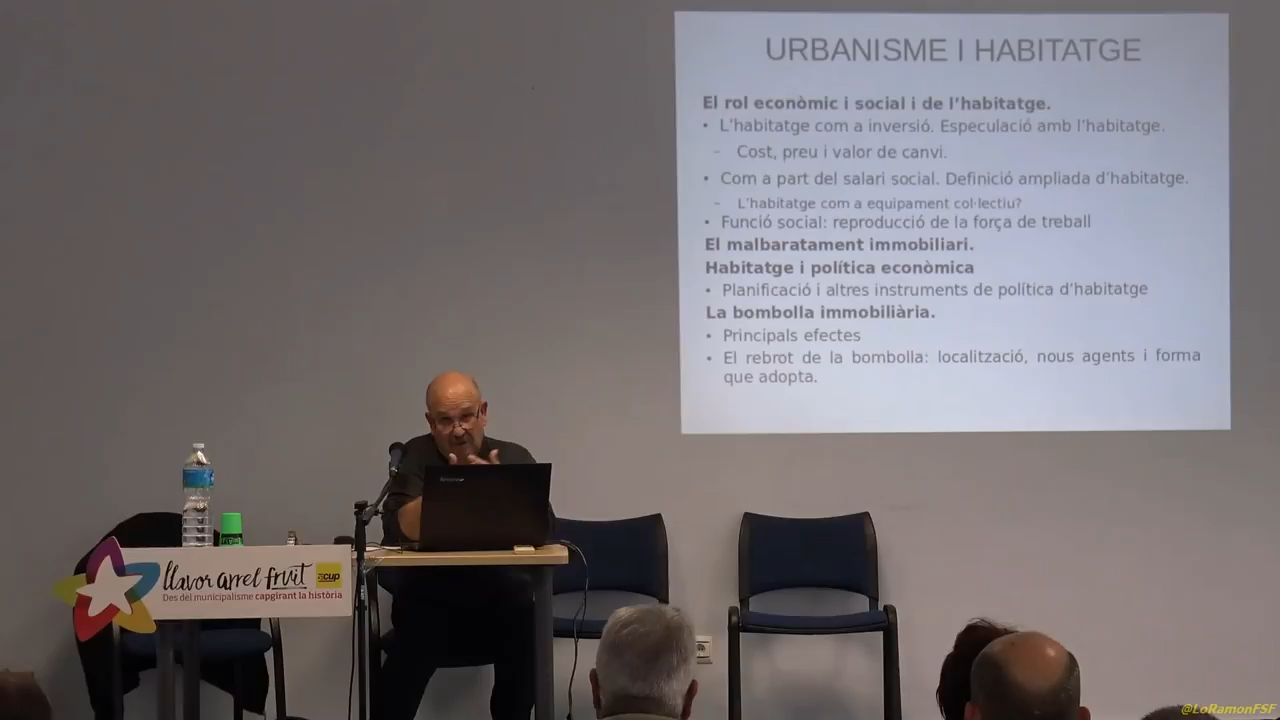 URBANISME I HABITATGE
El rol econòmic i social i de l'habitatge.
• L'habitatge com a inversió. Especulació amb l'habitatge.
– Cost, preu i valor de canvi.
• Com a part del salari social. Definició ampliada d'habitatge.
– L'habitatge com a equipament col·lectiu?
• Funció social: reproducció de la força de treball
El malbaratament immobiliari.
Habitatge i política econòmica
• Planificació i altres instruments de política d'habitatge
La bombolla immobiliària.
• Principals efectes
• El rebrot de la bombolla: localització, nous agents i forma
que adopta.
llavor arrel fruit
cup
Des del municipalisme capgirant la història
@LoRamonFSF